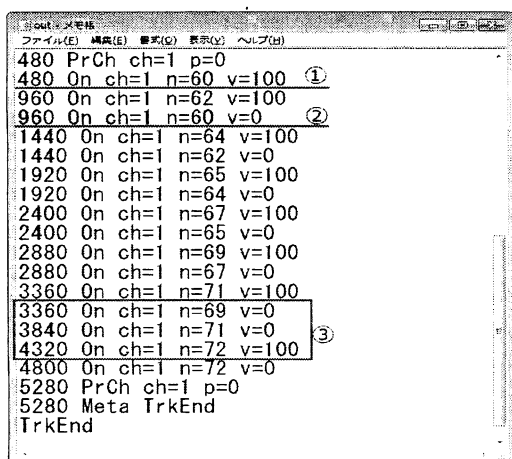 out - メモ帳
ファイル(F) 編集(E) 書式(O) 表示(V) ヘルプ(H)
480 PrCh ch=1 p=0
480 On ch=1 n=60 v=100 ①
960 On ch=1 n=62 v=100
960 On ch=1 n=60 v=0 ②
1440 On ch=1 n=64 v=100
1440 On ch=1 n=62 v=0
1920 On ch=1 n=65 v=100
1920 On ch=1 n=64 v=0
2400 On ch=1 n=67 v=100
2400 On ch=1 n=65 v=0
2880 On ch=1 n=69 v=100
2880 On ch=1 n=67 v=0
3360 On ch=1 n=71 v=100
3360 On ch=1 n=69 v=0
3840 On ch=1 n=71 v=0 ③
4320 On ch=1 n=72 v=100
4800 On ch=1 n=72 v=0
5280 PrCh ch=1 p=0
5280 Meta TrkEnd
TrkEnd